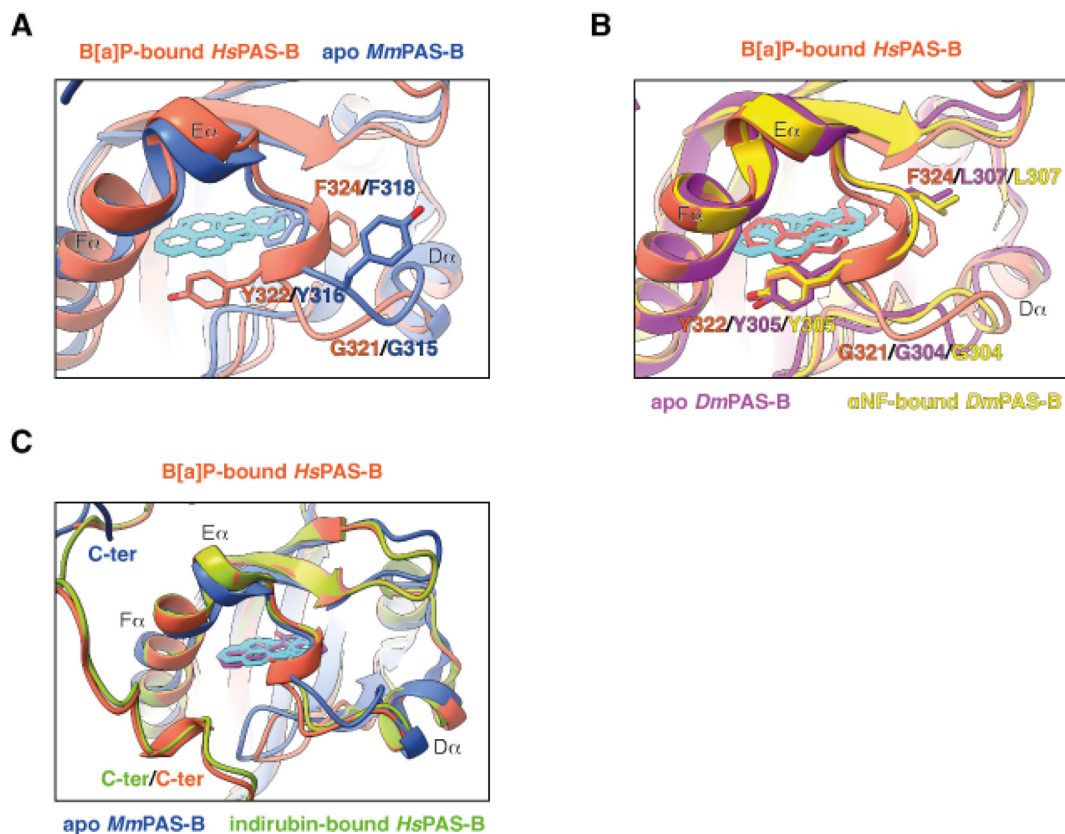 A
B[a]P-bound HsPAS-B apo MmPAS-B
Eα
F324/F318
Fα
Dα
Y322/Y316
G321/G315
B
B[a]P-bound HsPAS-B
Eα
F324/L307/L307
Fα
Dα
Y322/Y305/Y305
G321/G304/G304
apo DmPAS-B αNF-bound DmPAS-B
C
B[a]P-bound HsPAS-B
Eα
C-ter
Fα
Dα
C-ter/C-ter
apo MmPAS-B indirubin-bound HsPAS-B